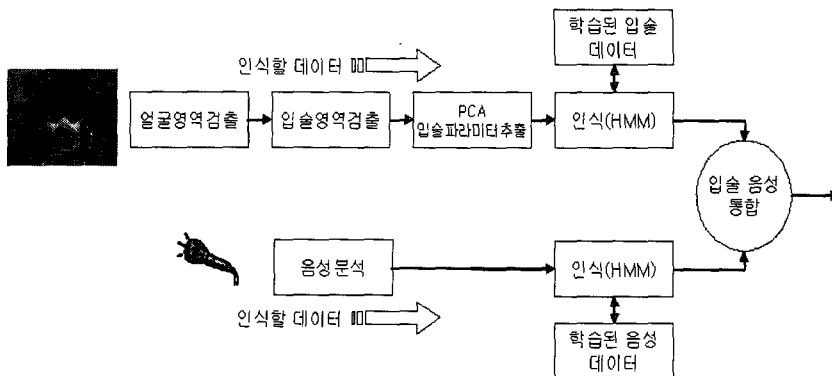 학습된 입술
데이터
인식할 데이터
얼굴영역검출
입술영역검출
PCA
입술파라미터추출
인식(HMM)
입술 음성
통합
음성분석
인식(HMM)
인식할 데이터
학습된 음성
데이터